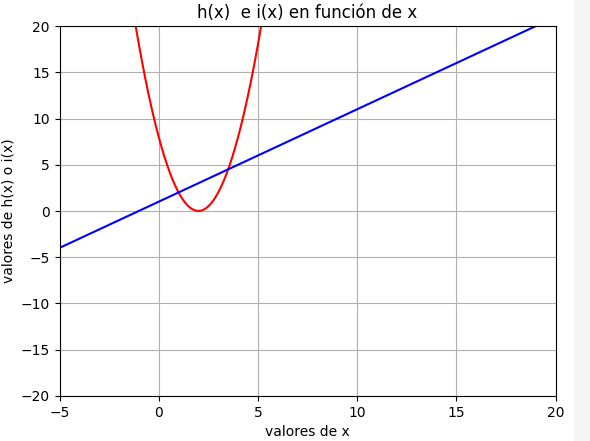 h(x)  e i(x) en función de x
valores de h(x) o i(x)
20
15
10
5
0
−5
−10
−15
−20
−5 0 5 10 15 20
valores de x